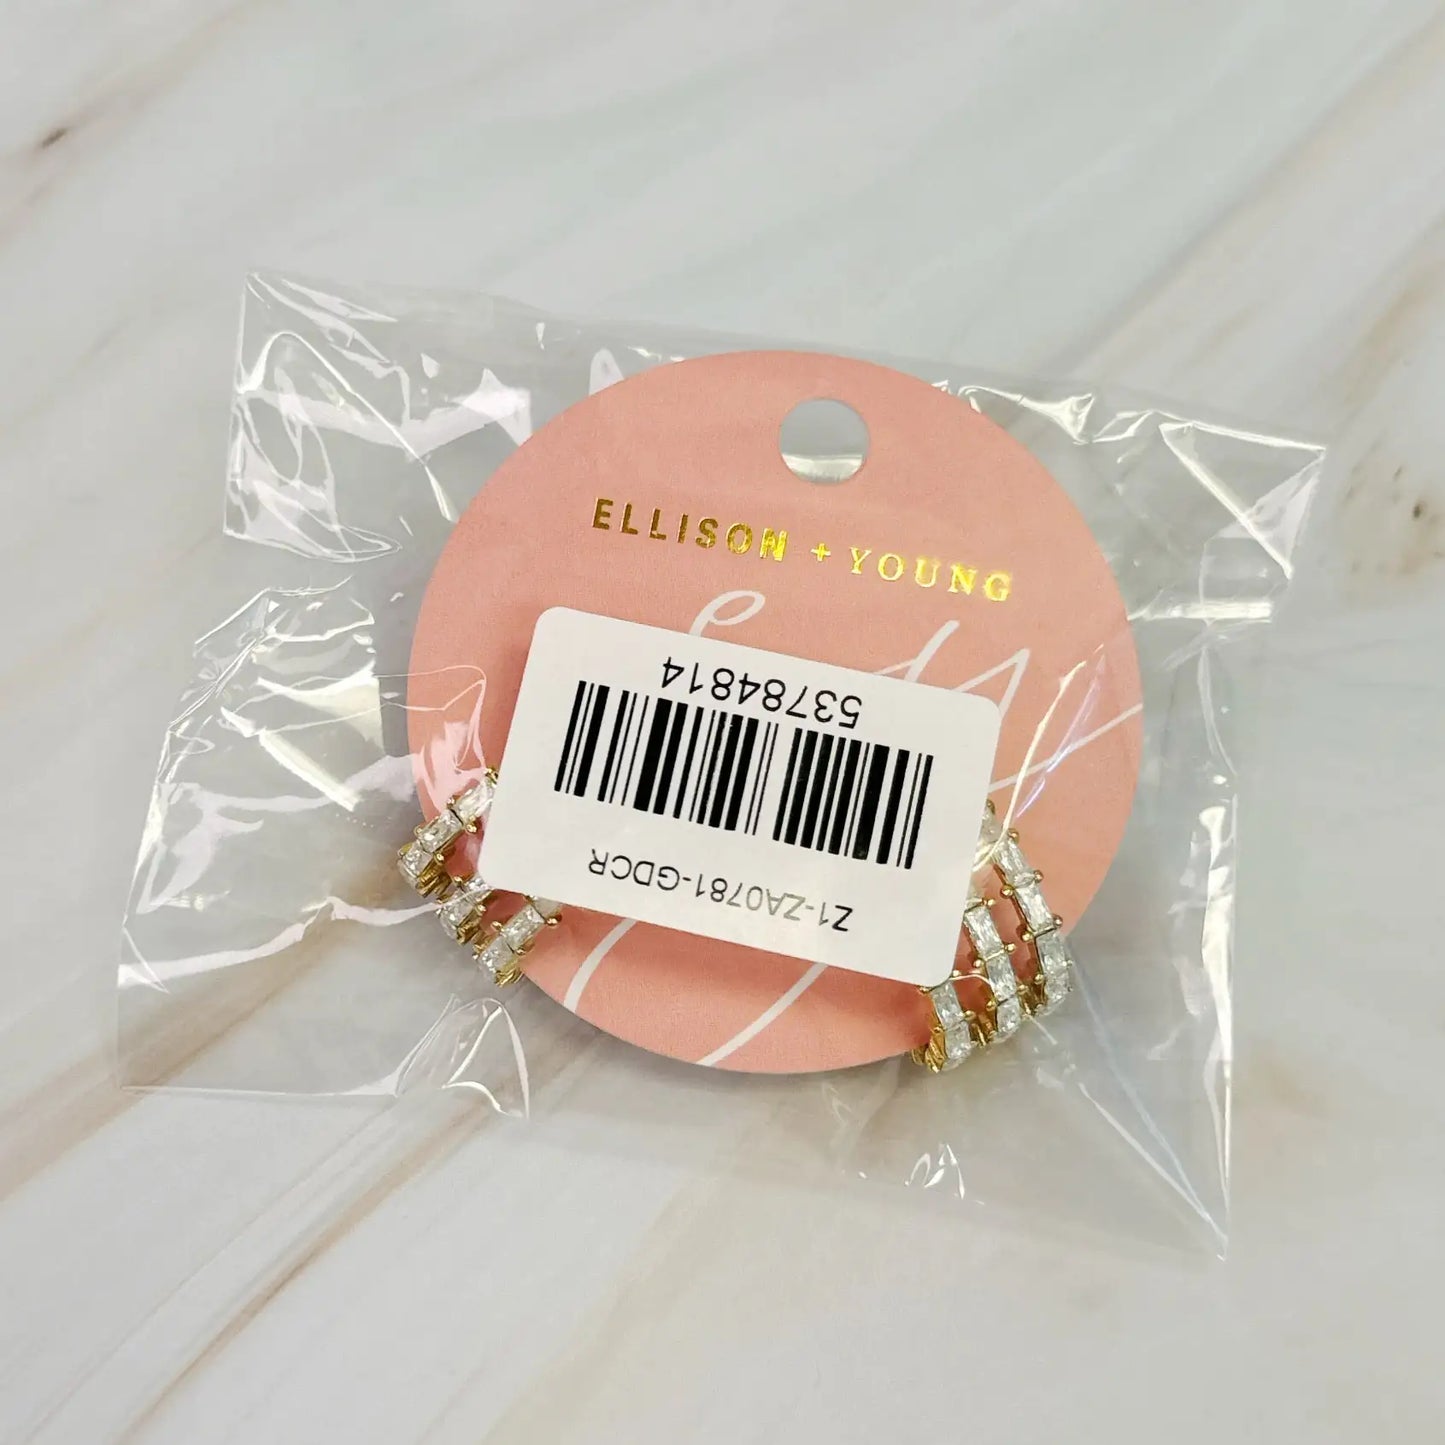 ELLISON + YOUNG
Z1-ZA0781-GDCR
53784814